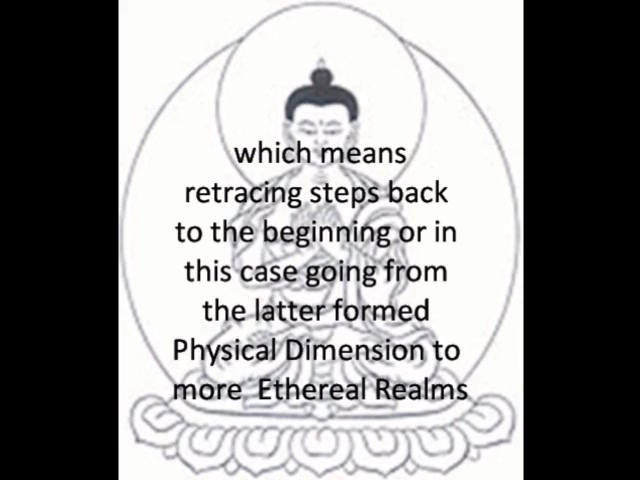 which means
retracing steps back
to the beginning or in
this case going from
the latter formed
Physical Dimension to
more  Ethereal Realms